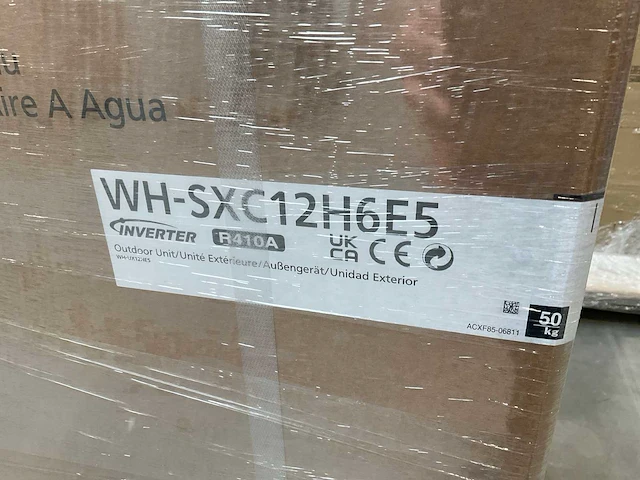 ire A Agua
WH-SXC12H6E5
INVERTER R410A UK CA CE
Outdoor Unit/Unité Extérieure/Außengerät/Unidad Exterior
ACXF85-06811
50 kg